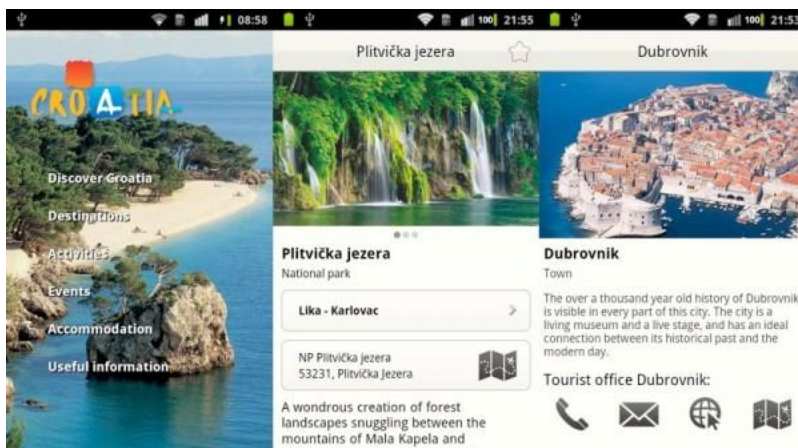 08:58
CROATIA
Discover Croatia
Destinations
Activities
Events
Accommodation
Useful information
100 21:55
Plitvička jezera
Plitvička jezera
National park
Lika - Karlovac
NP Plitvička jezera
53231, Plitvička Jezera
A wondrous creation of forest
landscapes snuggling between the
mountains of Mala Kapela and
100 21:53
Dubrovnik
Dubrovnik
Town
The over a thousand year old history of Dubrovnik
is visible in every part of this city. The city is a
living museum and a live stage, and has an ideal
connection between its historical past and the
modern day.
Tourist office Dubrovnik: